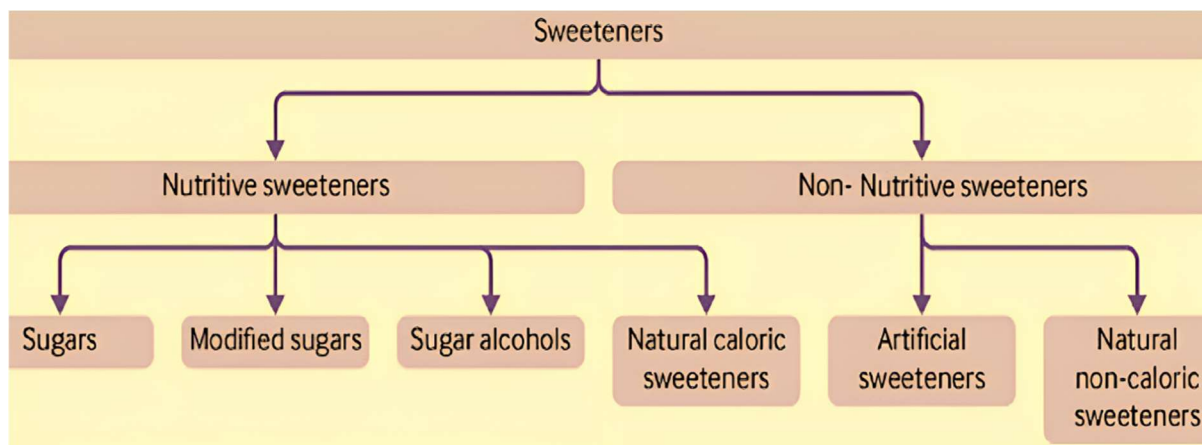 Sweeteners
Nutritive sweeteners
Non- Nutritive sweeteners
Sugars
Modified sugars
Sugar alcohols
Natural caloric
sweeteners
Artificial
sweeteners
Natural
non-caloric
sweeteners